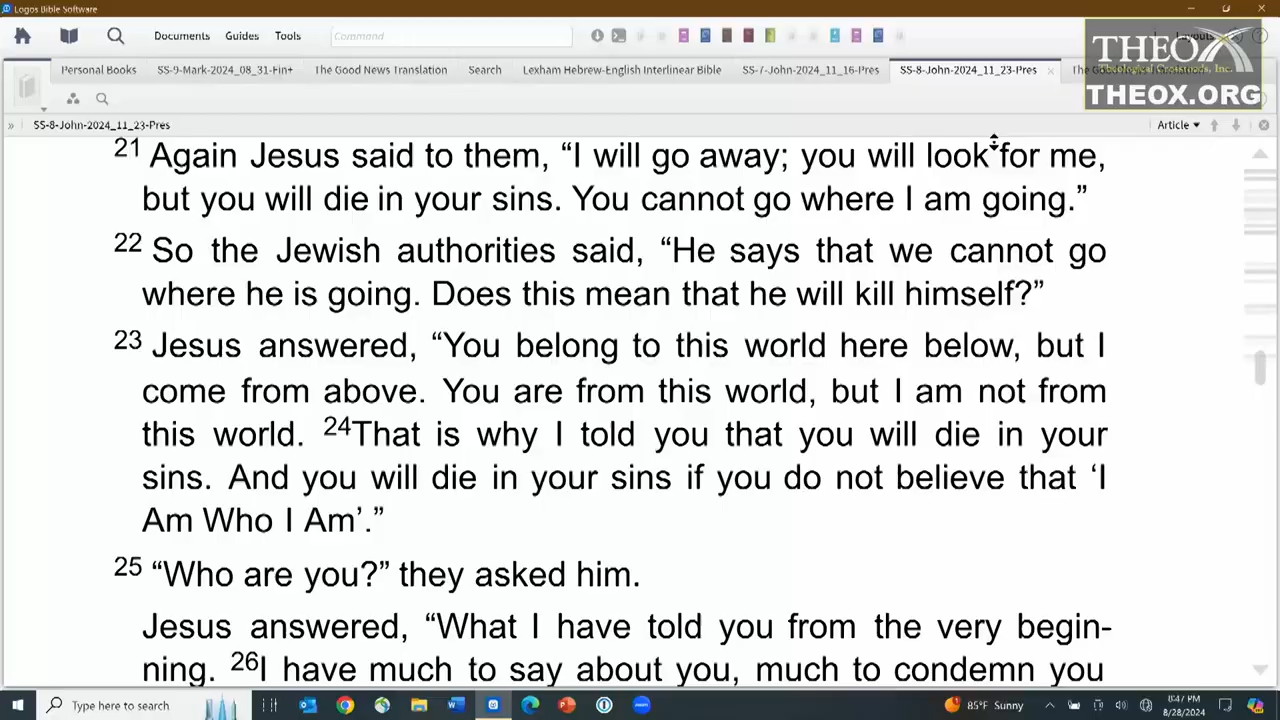 Logos Bible Software
Documents Guides Tools Command Layouts
THEOX
Theological Crossroads, Inc.
THEOX.ORG
Personal Books SS-9-Mark-2024_08_31-Fin+ The Good News Translation Search Lexham Hebrew-English Interlinear Bible SS-7-John-2024_11_16-Pres SS-8-John-2024_11_23-Pres
SS-8-John-2024_11_23-Pres Article
21 Again Jesus said to them, “I will go away; you will look for me,
but you will die in your sins. You cannot go where I am going.”
22 So the Jewish authorities said, “He says that we cannot go
where he is going. Does this mean that he will kill himself?”
23 Jesus answered, “You belong to this world here below, but I
come from above. You are from this world, but I am not from
this world. 24That is why I told you that you will die in your
sins. And you will die in your sins if you do not believe that ‘I
Am Who I Am’.”
25 “Who are you?” they asked him.
Jesus answered, “What I have told you from the very begin-
ning. 26I have much to say about you, much to condemn you
Type here to search 85°F Sunny 8:47 PM
8/28/2024